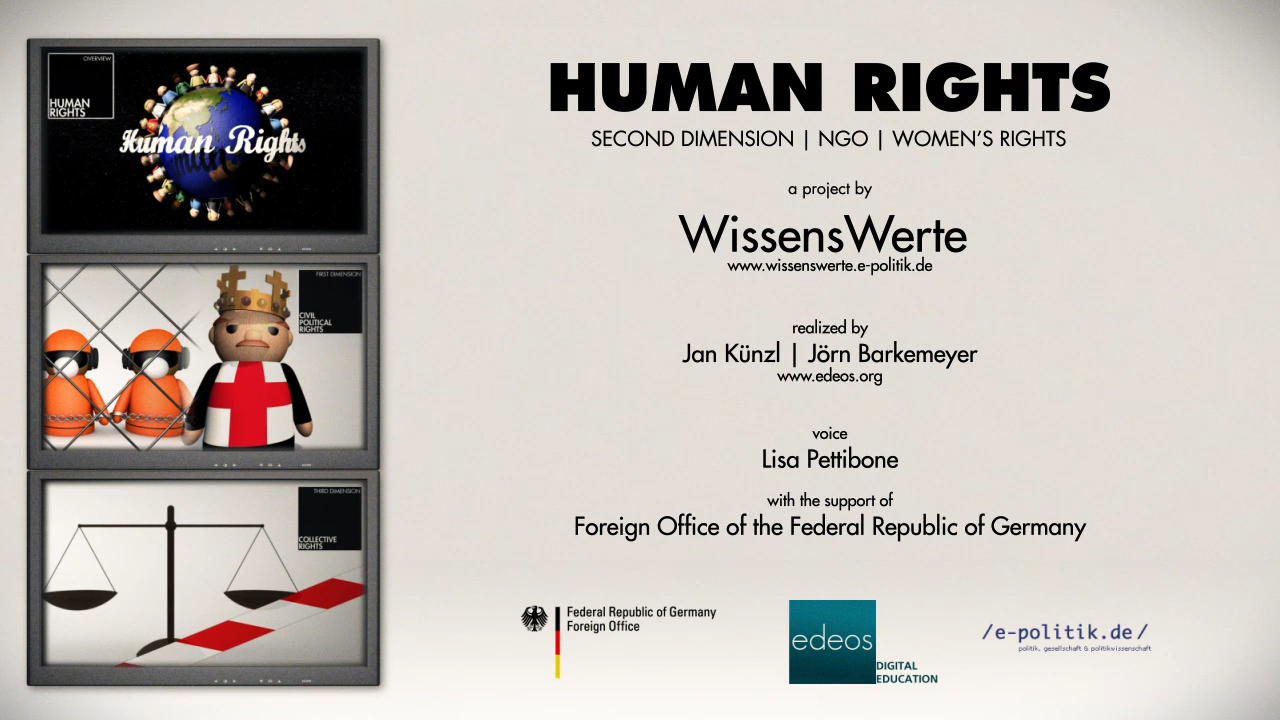 OVERVIEW
HUMAN
RIGHTS
Human Rights
FIRST DIMENSION
CIVIL
POLITICAL
RIGHTS
THIRD DIMENSION
COLLECTIVE
RIGHTS
HUMAN RIGHTS
SECOND DIMENSION | NGO | WOMEN’S RIGHTS
a project by
WissensWerte
www.wissenswerte.e-politik.de
realized by
Jan Künzl | Jörn Barkemeyer
www.edeos.org
voice
Lisa Pettibone
with the support of
Foreign Office of the Federal Republic of Germany
Federal Republic of Germany
Foreign Office
edeos
DIGITAL
EDUCATION
/e-politik.de/
politik, gesellschaft & politikwissenschaft